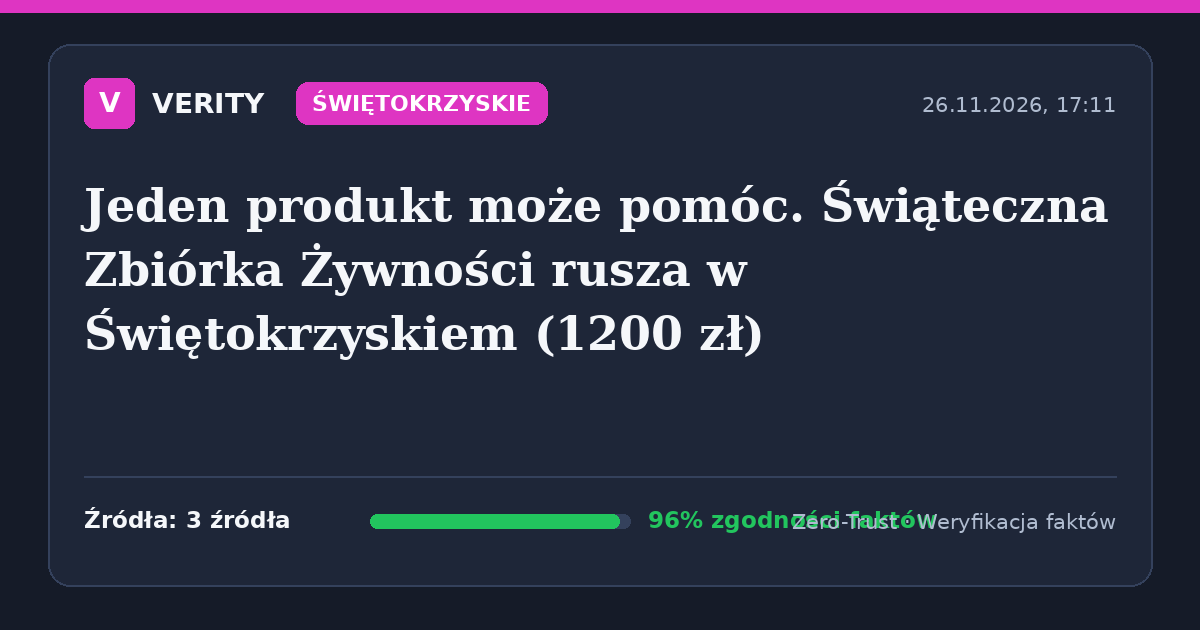 V VERITY ŚWIĘTOKRZYSKIE 26.11.2026, 17:11
Jeden produkt może pomóc. Świąteczna
Zbiórka Żywności rusza w
Świętokrzyskiem (1200 zł)
Źródła: 3 źródła 96% zgodności faktów Zero-Trust · Weryfikacja faktów